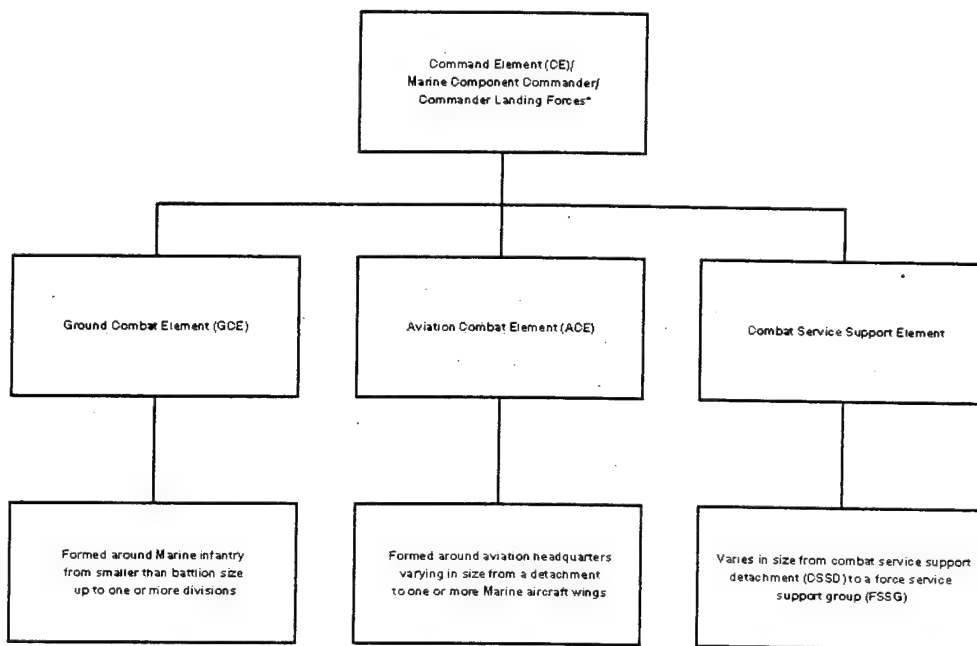 Command Element (CE)/
Marine Component Commander/
Commander Landing Forces*
Ground Combat Element (GCE)
Aviation Combat Element (ACE)
Combat Service Support Element
Formed around Marine infantry
from smaller than battlion size
up to one or more divisions
Formed around aviation headquarters
varying in size from a detachment
to one or more Marine aircraft wings
Varies in size from combat service support
detachment (CSSD) to a force service
support group (FSSG)